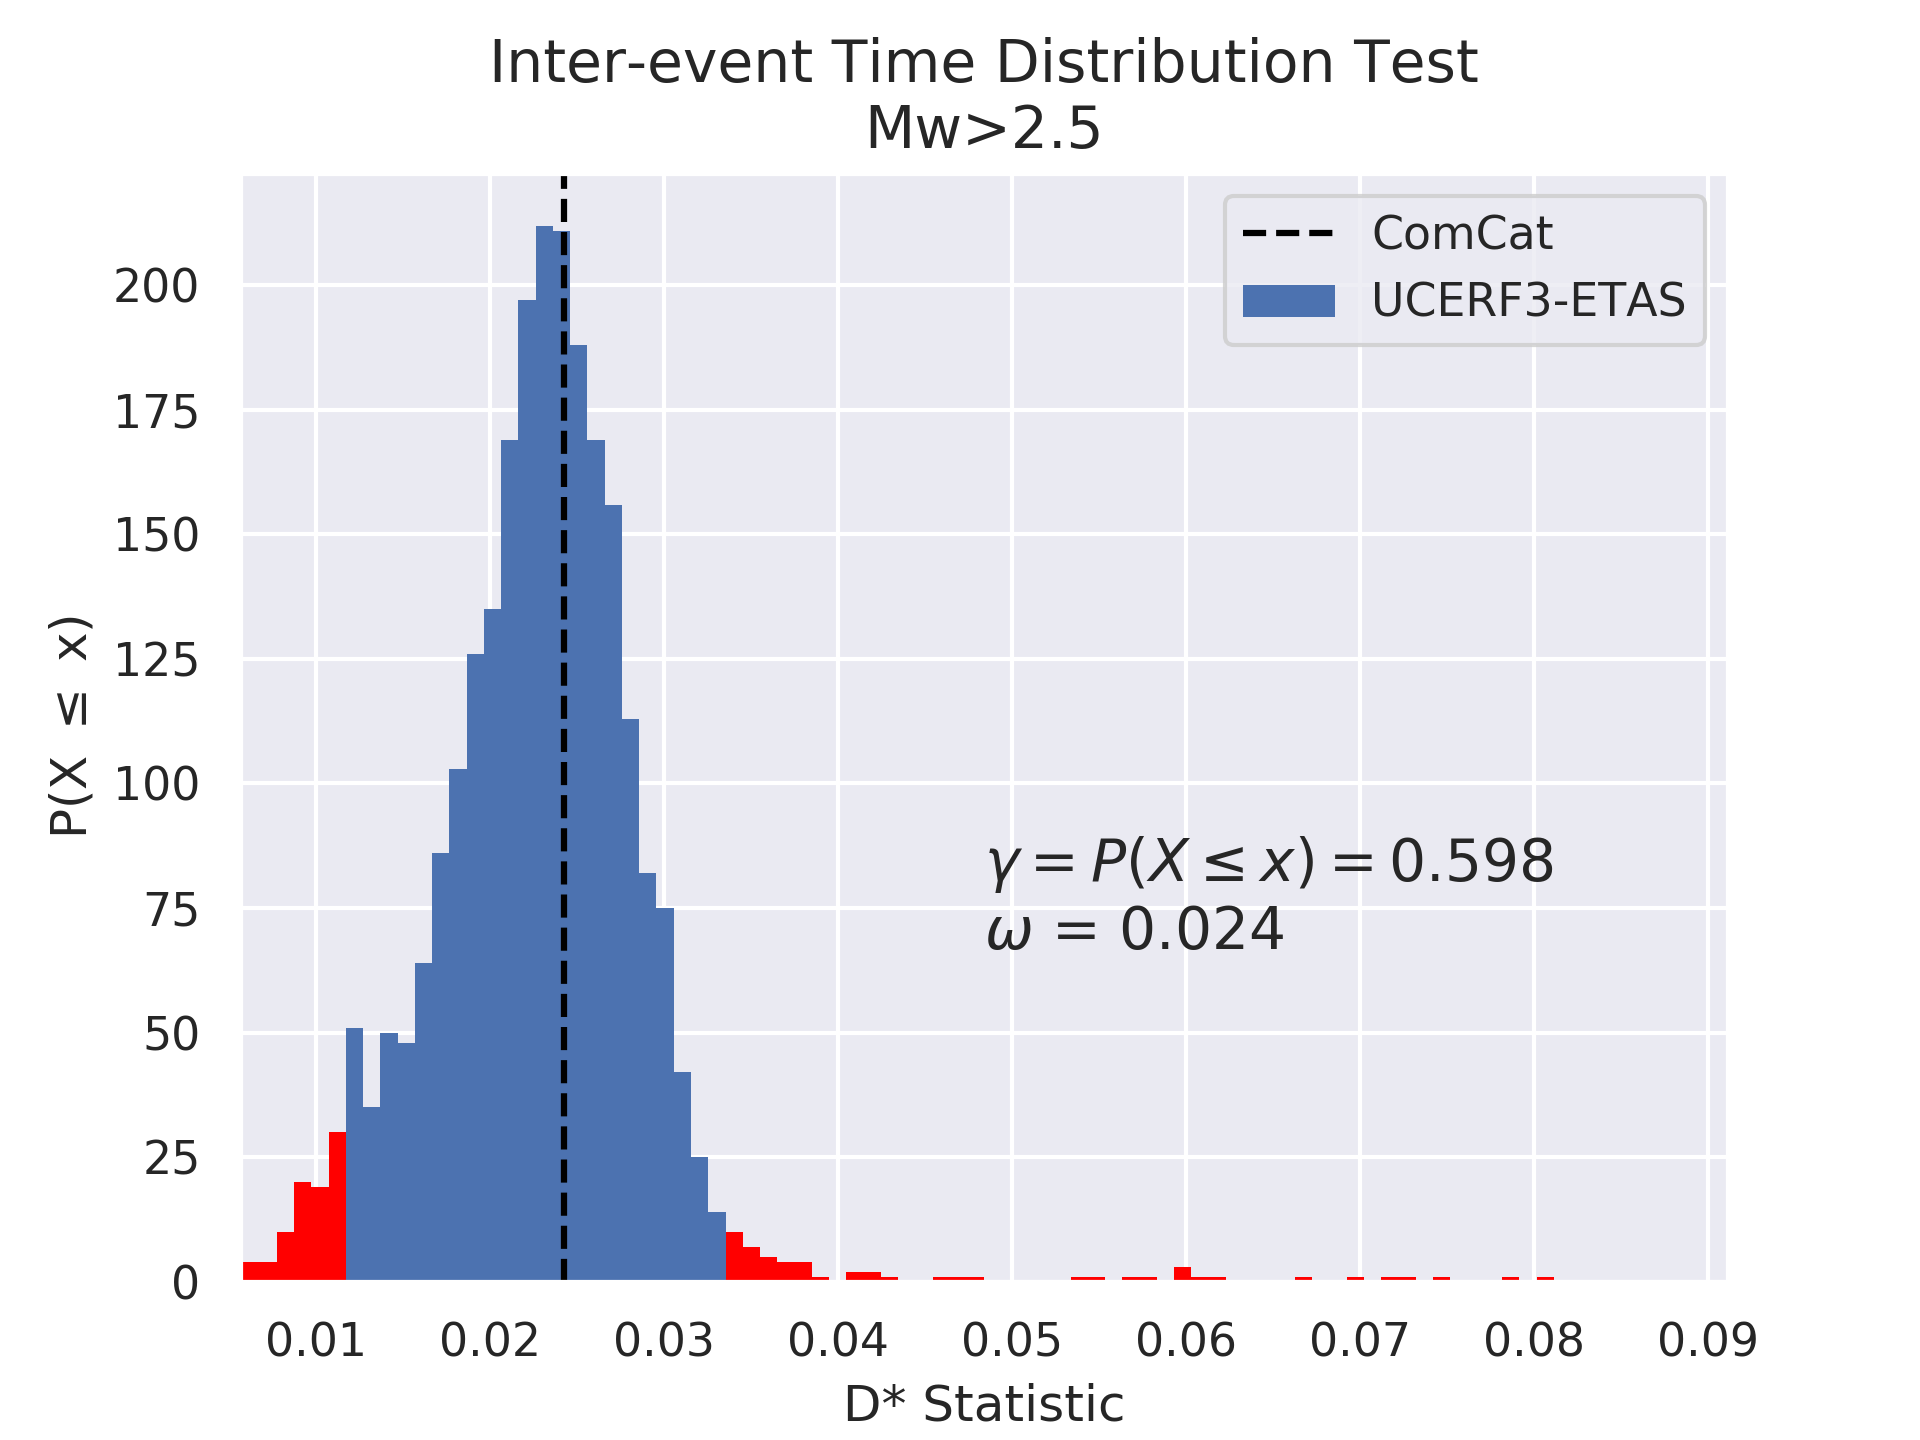 Inter-event Time Distribution Test
Mw>2.5
ComCat
UCERF3-ETAS
P(X ≤ x)
200
175
150
125
100
75
50
25
0
γ = P(X ≤ x) = 0.598
ω = 0.024
0.01 0.02 0.03 0.04 0.05 0.06 0.07 0.08 0.09
D* Statistic